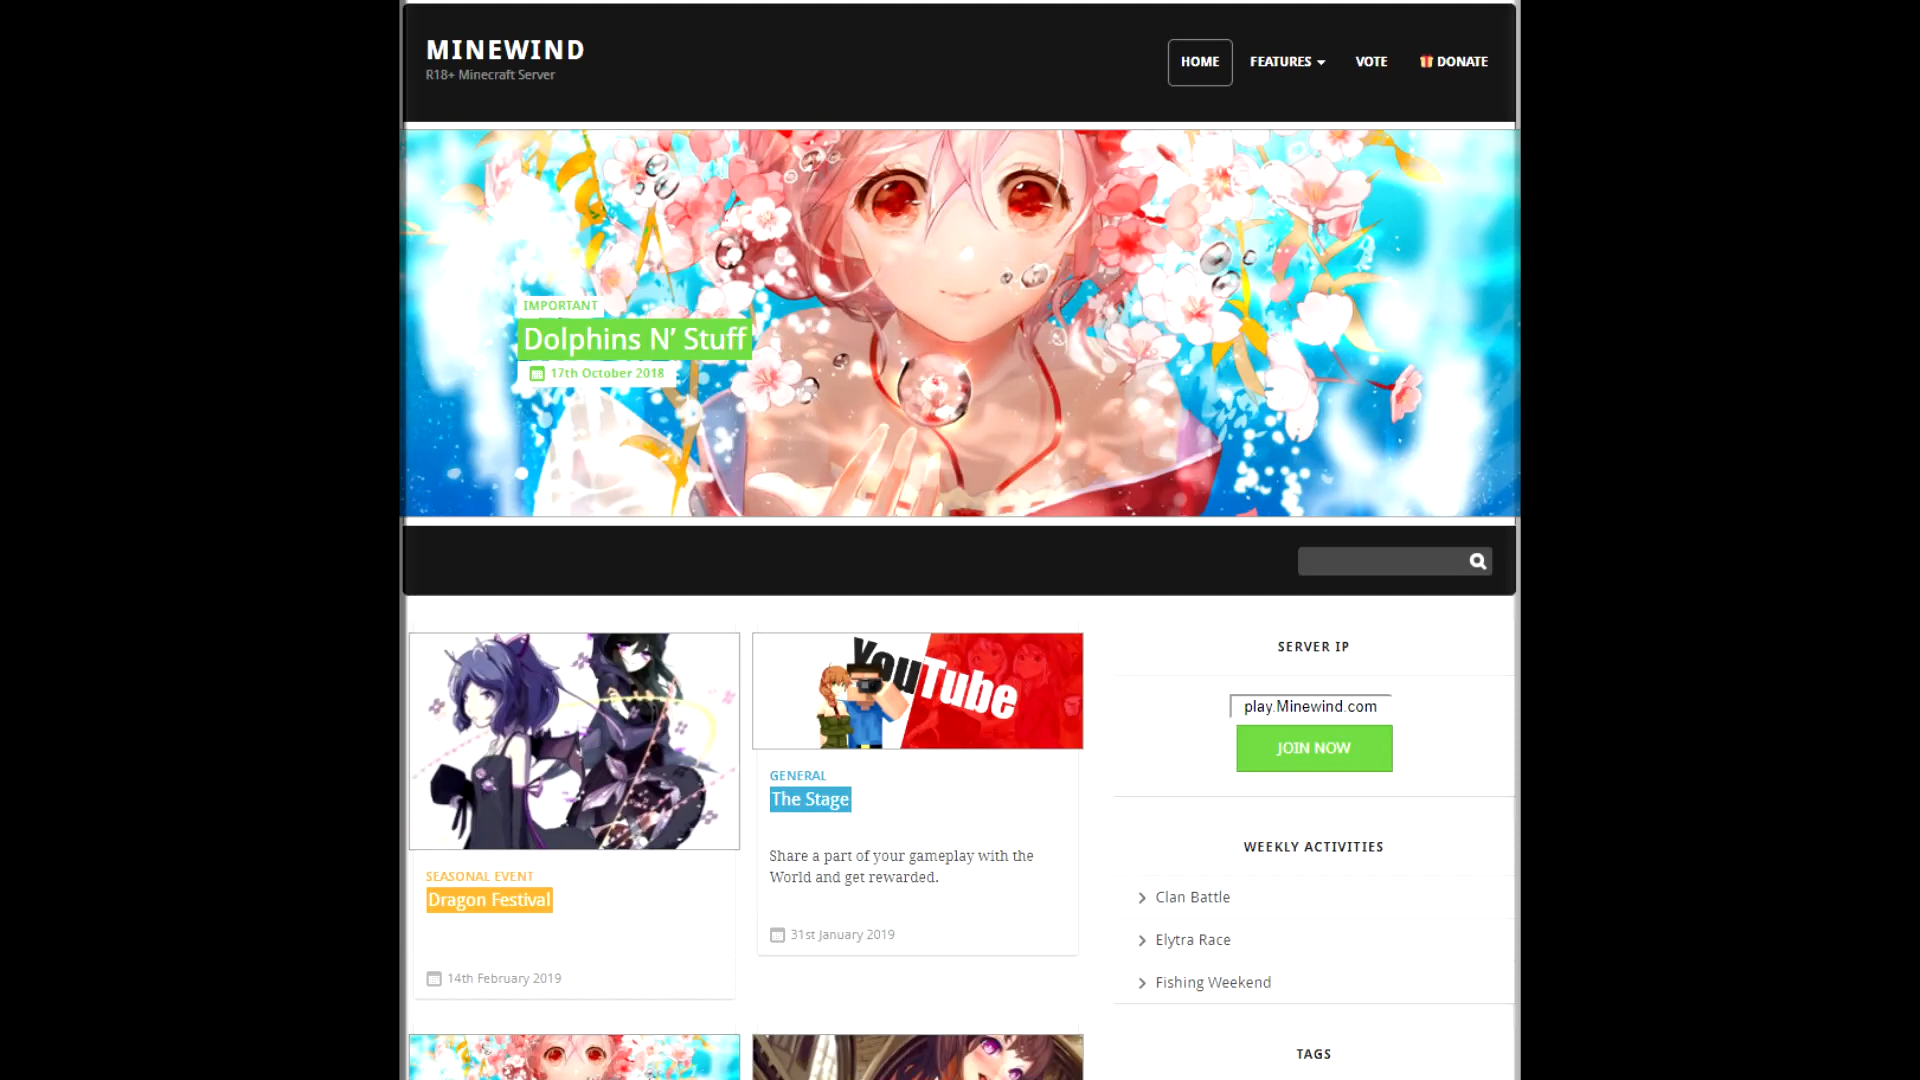 MINEWIND
R18+ Minecraft Server
HOME
FEATURES
VOTE
DONATE
IMPORTANT
Dolphins N’ Stuff
17th October 2018
SEASONAL EVENT
Dragon Festival
14th February 2019
YouTube
GENERAL
The Stage
Share a part of your gameplay with the
World and get rewarded.
31st January 2019
SERVER IP
play.Minewind.com
JOIN NOW
WEEKLY ACTIVITIES
Clan Battle
Elytra Race
Fishing Weekend
TAGS